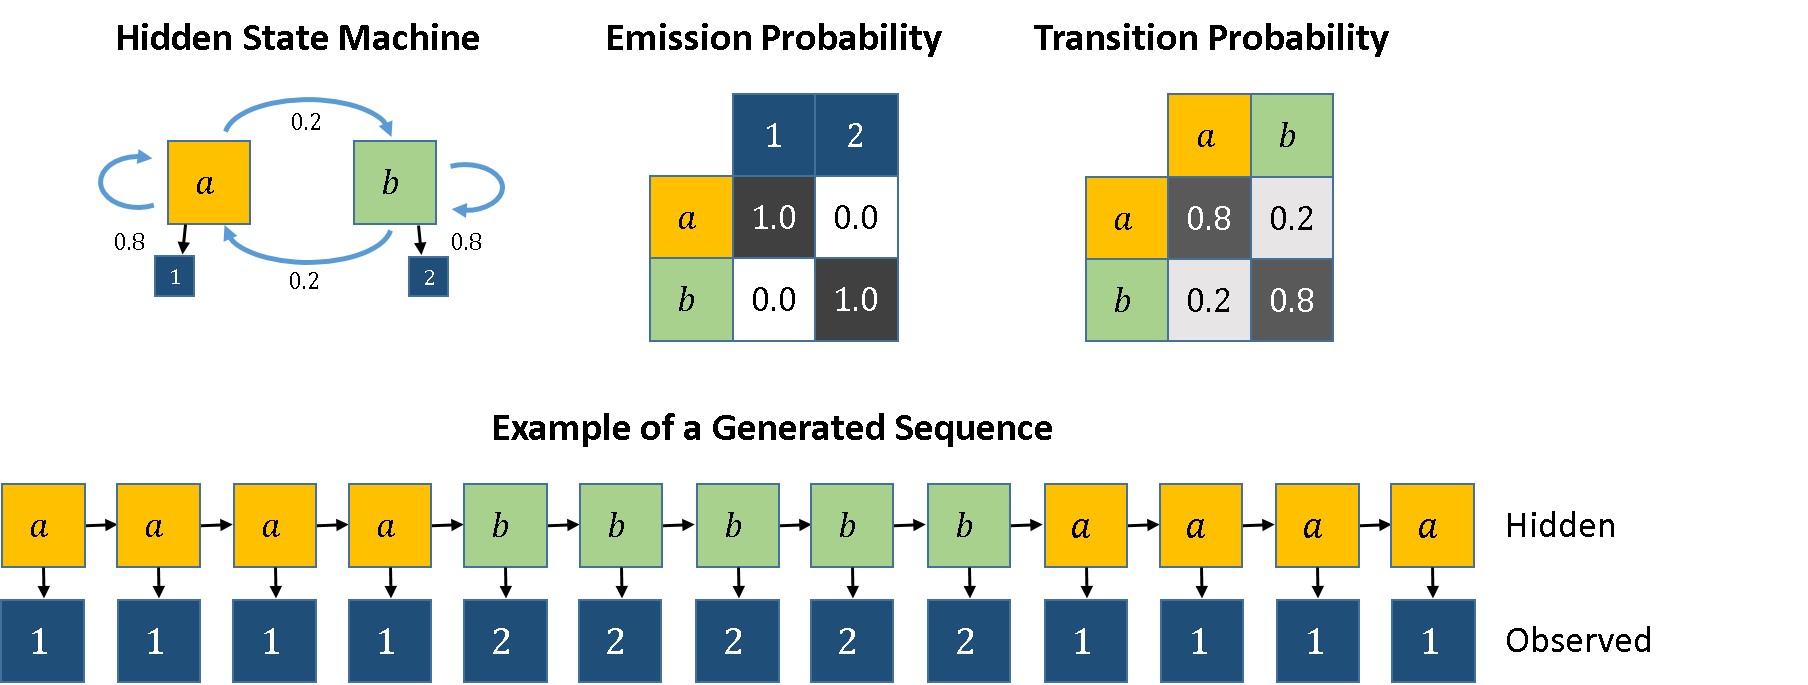 Hidden State Machine
Emission Probability
Transition Probability
0.2
a
b
0.8
0.8
1
0.2
2
1 2
a 1.0 0.0
b 0.0 1.0
a b
a 0.8 0.2
b 0.2 0.8
Example of a Generated Sequence
a a a a b b b b b a a a a Hidden
1 1 1 1 2 2 2 2 2 1 1 1 1 Observed